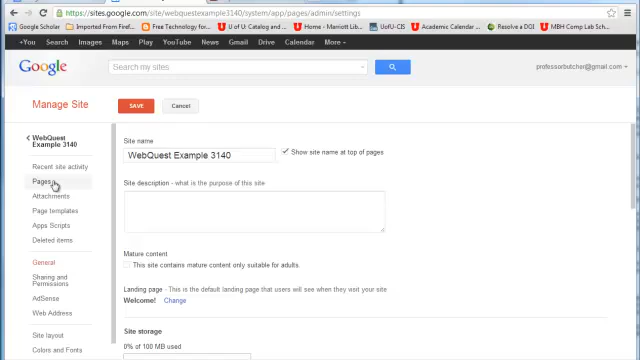 https://sites.google.com/site/webquestexample3140/system/app/pages/admin/settings
Google Scholar Imported From Firef... Free Technology for... U of U: Catalog and ... Home - Marriott Lib... UofU-CIS Academic Calendar ... Resolve a DOI MBH Comp Lab Sche...
+You Search Images Maps Play YouTube News Gmail Drive Calendar More
Google Search my sites professorbutcher@gmail.com
Manage Site SAVE Cancel
WebQuest
Example 3140
Recent site activity
Pages
Attachments
Page templates
Apps Scripts
Deleted items
General
Sharing and
Permissions
AdSense
Web Address
Site layout
Colors and Fonts
Site name
WebQuest Example 3140 Show site name at top of pages
Site description - what is the purpose of this site
Mature content
This site contains mature content only suitable for adults.
Landing page - This is the default landing page that users will see when they visit your site
Welcome! Change
Site storage
0% of 100 MB used